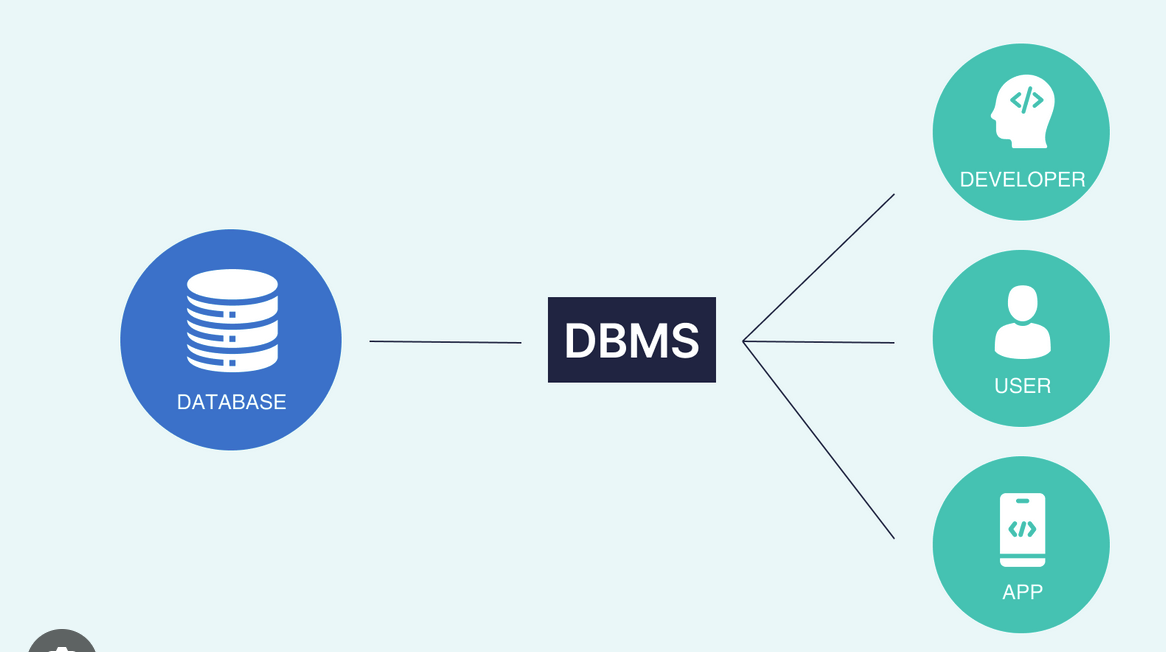 DATABASE
DBMS
DEVELOPER
USER
APP